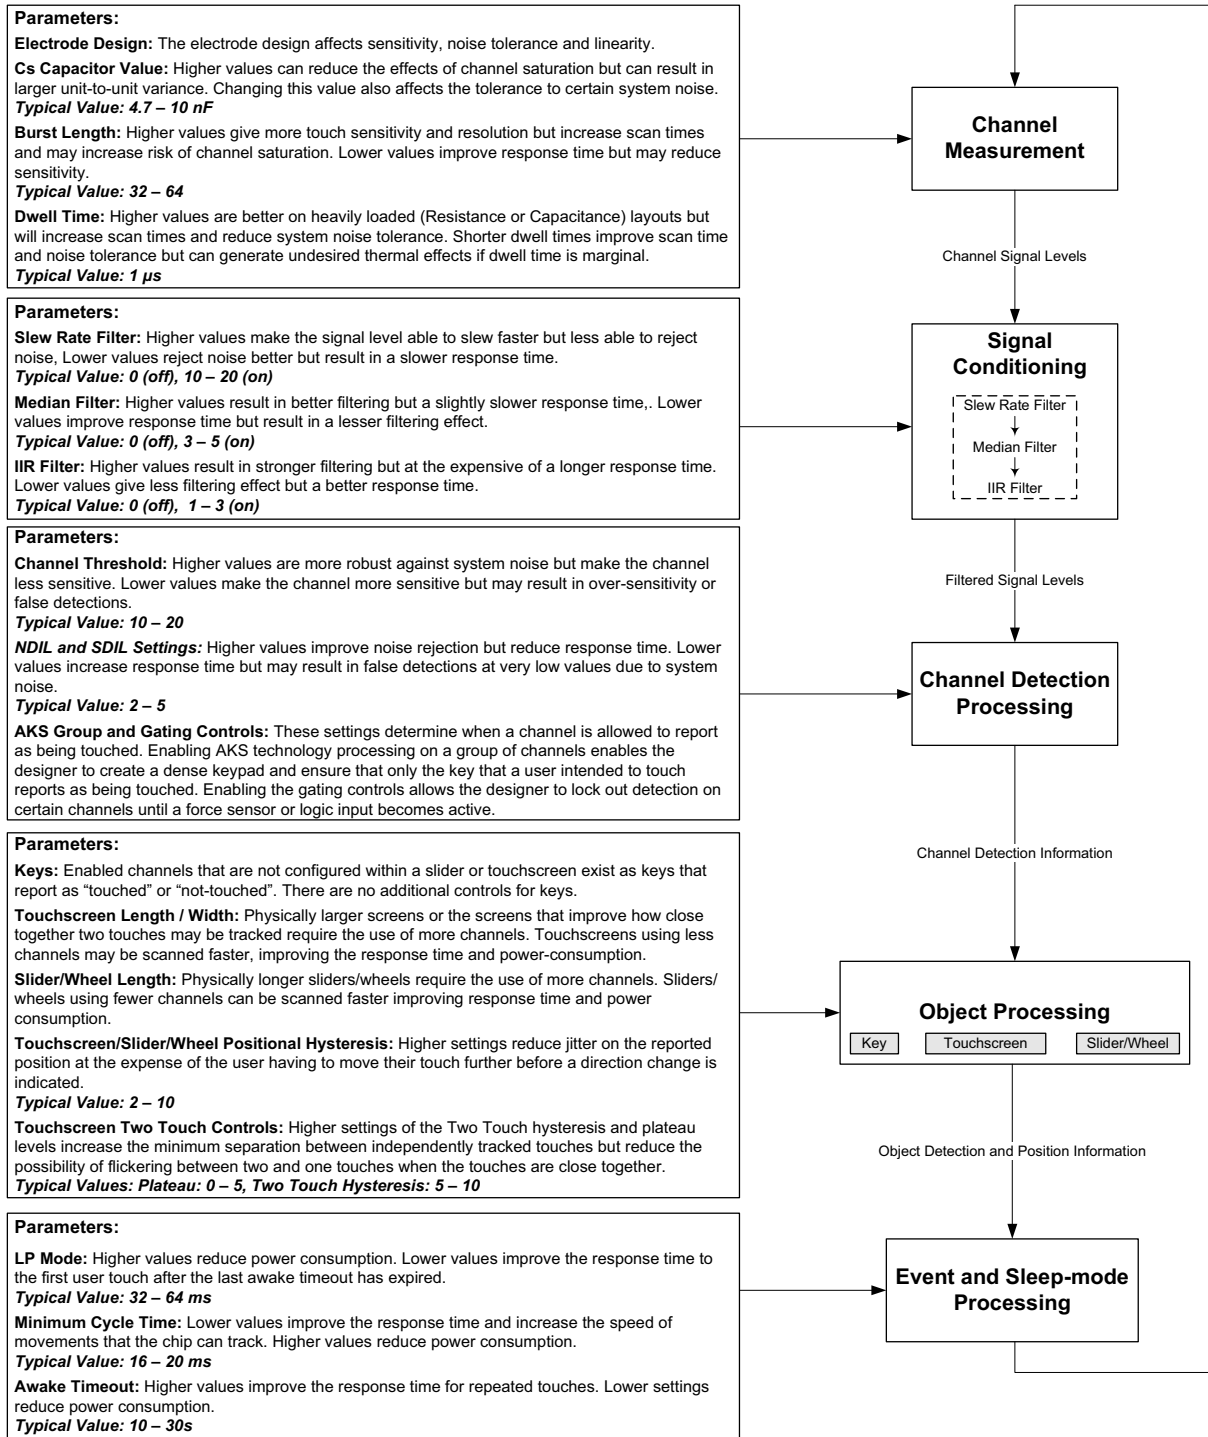 Parameters:
Electrode Design: The electrode design affects sensitivity, noise tolerance and linearity.
Cs Capacitor Value: Higher values can reduce the effects of channel saturation but can result in
larger unit-to-unit variance. Changing this value also affects the tolerance to certain system noise.
Typical Value: 4.7 – 10 nF
Burst Length: Higher values give more touch sensitivity and resolution but increase scan times
and may increase risk of channel saturation. Lower values improve response time but may reduce
sensitivity.
Typical Value: 32 – 64
Dwell Time: Higher values are better on heavily loaded (Resistance or Capacitance) layouts but
will increase scan times and reduce system noise tolerance. Shorter dwell times improve scan time
and noise tolerance but can generate undesired thermal effects if dwell time is marginal.
Typical Value: 1 µs
Channel
Measurement
Channel Signal Levels
Parameters:
Slew Rate Filter: Higher values make the signal level able to slew faster but less able to reject
noise, Lower values reject noise better but result in a slower response time.
Typical Value: 0 (off), 10 – 20 (on)
Median Filter: Higher values result in better filtering but a slightly slower response time,. Lower
values improve response time but result in a lesser filtering effect.
Typical Value: 0 (off), 3 – 5 (on)
IIR Filter: Higher values result in stronger filtering but at the expensive of a longer response time.
Lower values give less filtering effect but a better response time.
Typical Value: 0 (off), 1 – 3 (on)
Signal
Conditioning
Slew Rate Filter
Median Filter
IIR Filter
Filtered Signal Levels
Parameters:
Channel Threshold: Higher values are more robust against system noise but make the channel
less sensitive. Lower values make the channel more sensitive but may result in over-sensitivity or
false detections.
Typical Value: 10 – 20
NDIL and SDIL Settings: Higher values improve noise rejection but reduce response time. Lower
values increase response time but may result in false detections at very low values due to system
noise.
Typical Value: 2 – 5
AKS Group and Gating Controls: These settings determine when a channel is allowed to report
as being touched. Enabling AKS technology processing on a group of channels enables the
designer to create a dense keypad and ensure that only the key that a user intended to touch
reports as being touched. Enabling the gating controls allows the designer to lock out detection on
certain channels until a force sensor or logic input becomes active.
Channel Detection
Processing
Channel Detection Information
Parameters:
Keys: Enabled channels that are not configured within a slider or touchscreen exist as keys that
report as “touched” or “not-touched”. There are no additional controls for keys.
Touchscreen Length / Width: Physically larger screens or the screens that improve how close
together two touches may be tracked require the use of more channels. Touchscreens using less
channels may be scanned faster, improving the response time and power-consumption.
Slider/Wheel Length: Physically longer sliders/wheels require the use of more channels. Sliders/
wheels using fewer channels can be scanned faster improving response time and power
consumption.
Touchscreen/Slider/Wheel Positional Hysteresis: Higher settings reduce jitter on the reported
position at the expense of the user having to move their touch further before a direction change is
indicated.
Typical Value: 2 – 10
Touchscreen Two Touch Controls: Higher settings of the Two Touch hysteresis and plateau
levels increase the minimum separation between independently tracked touches but reduce the
possibility of flickering between two and one touches when the touches are close together.
Typical Values: Plateau: 0 – 5, Two Touch Hysteresis: 5 – 10
Object Processing
Key Touchscreen Slider/Wheel
Object Detection and Position Information
Parameters:
LP Mode: Higher values reduce power consumption. Lower values improve the response time to
the first user touch after the last awake timeout has expired.
Typical Value: 32 – 64 ms
Minimum Cycle Time: Lower values improve the response time and increase the speed of
movements that the chip can track. Higher values reduce power consumption.
Typical Value: 16 – 20 ms
Awake Timeout: Higher values improve the response time for repeated touches. Lower settings
reduce power consumption.
Typical Value: 10 – 30s
Event and Sleep-mode
Processing